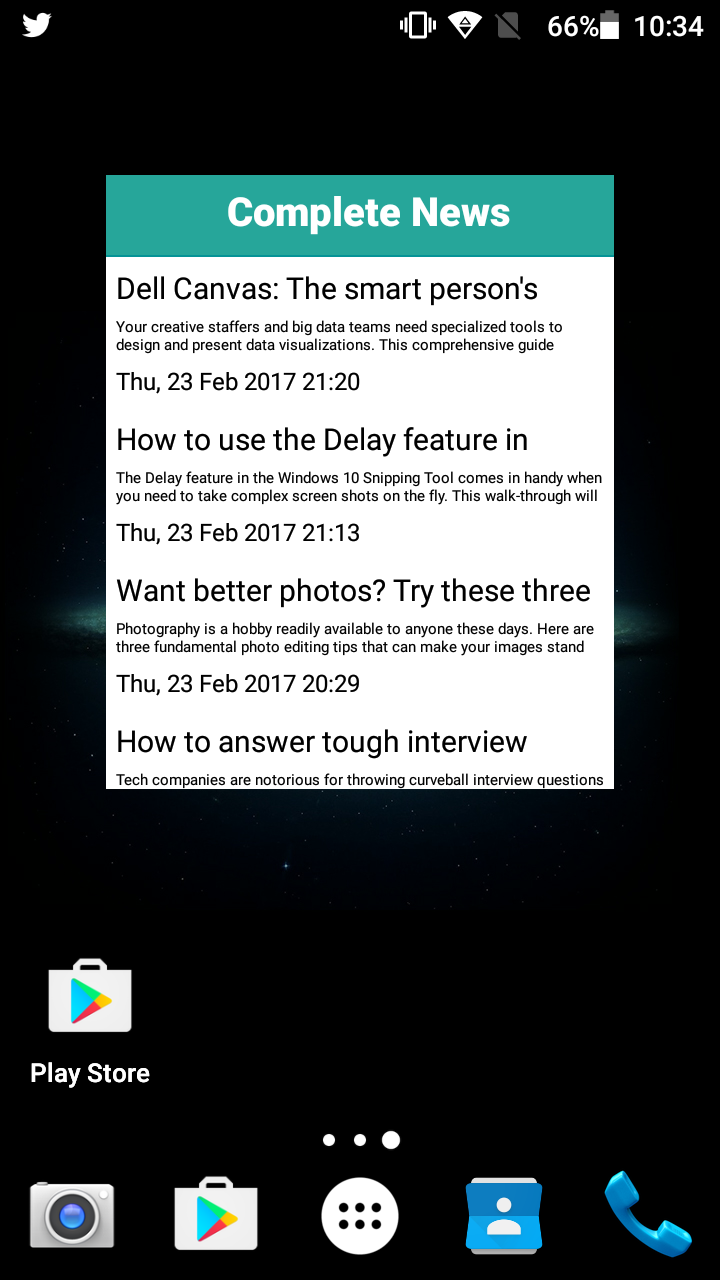 66% 10:34
Complete News
Dell Canvas: The smart person's
Your creative staffers and big data teams need specialized tools to
design and present data visualizations. This comprehensive guide
Thu, 23 Feb 2017 21:20
How to use the Delay feature in
The Delay feature in the Windows 10 Snipping Tool comes in handy when
you need to take complex screen shots on the fly. This walk-through will
Thu, 23 Feb 2017 21:13
Want better photos? Try these three
Photography is a hobby readily available to anyone these days. Here are
three fundamental photo editing tips that can make your images stand
Thu, 23 Feb 2017 20:29
How to answer tough interview
Tech companies are notorious for throwing curveball interview questions
Play Store